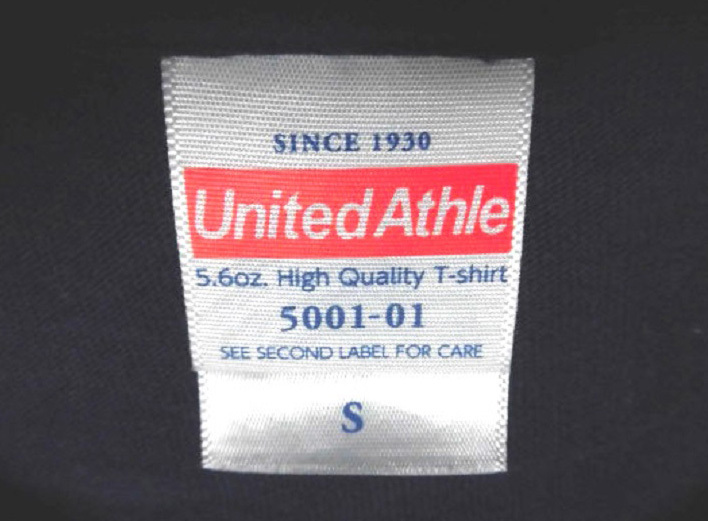 SINCE 1930
United Athle
5.6oz. High Quality T-shirt
5001-01
SEE SECOND LABEL FOR CARE
S